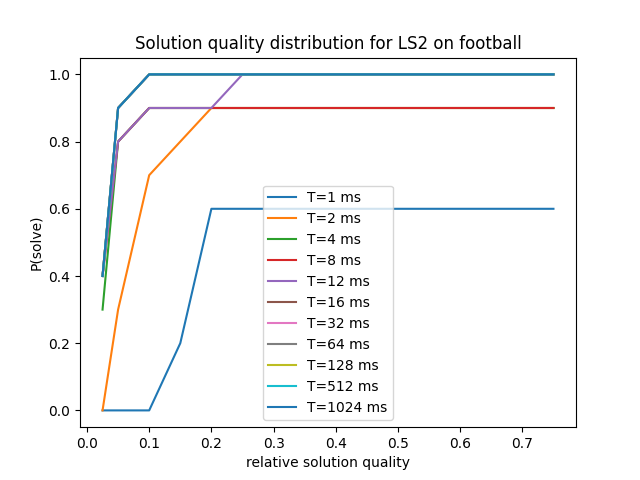 Solution quality distribution for LS2 on football
P(solve)
1.0
0.8
0.6
0.4
0.2
0.0
T=1 ms
T=2 ms
T=4 ms
T=8 ms
T=12 ms
T=16 ms
T=32 ms
T=64 ms
T=128 ms
T=512 ms
T=1024 ms
0.0 0.1 0.2 0.3 0.4 0.5 0.6 0.7
relative solution quality